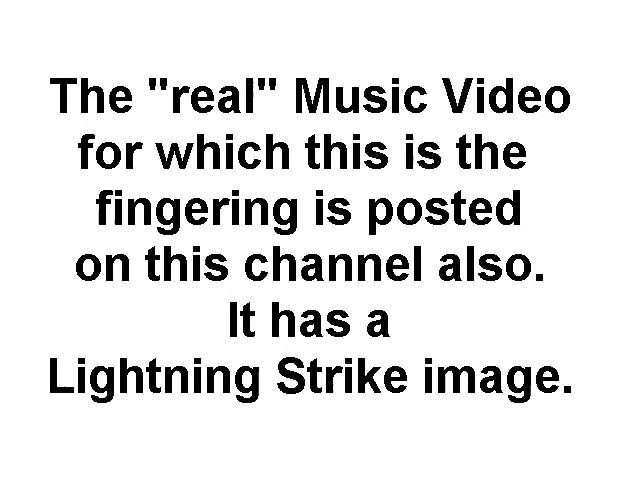 The "real" Music Video
for which this is the
fingering is posted
on this channel also.
It has a
Lightning Strike image.